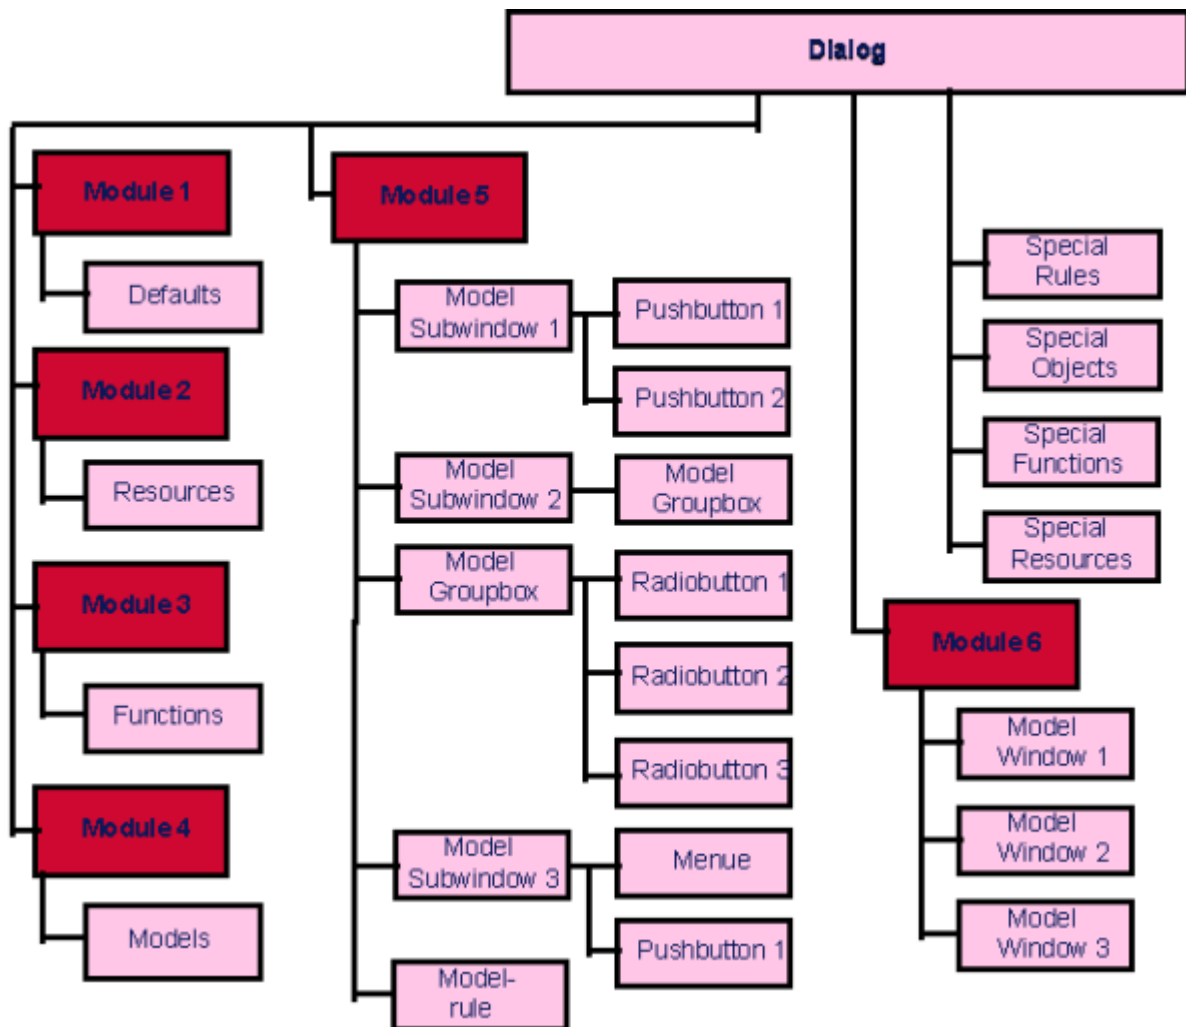 Dialog
Module 1
Defaults
Module 2
Resources
Module 3
Functions
Module 4
Models
Module 5
Model
Subwindow 1
Pushbutton 1
Pushbutton 2
Model
Subwindow 2
Model
Groupbox
Model
Groupbox
Radiobutton 1
Radiobutton 2
Radiobutton 3
Model
Subwindow 3
Menue
Pushbutton 1
Model-
rule
Special
Rules
Special
Objects
Special
Functions
Special
Resources
Module 6
Model
Window 1
Model
Window 2
Model
Window 3